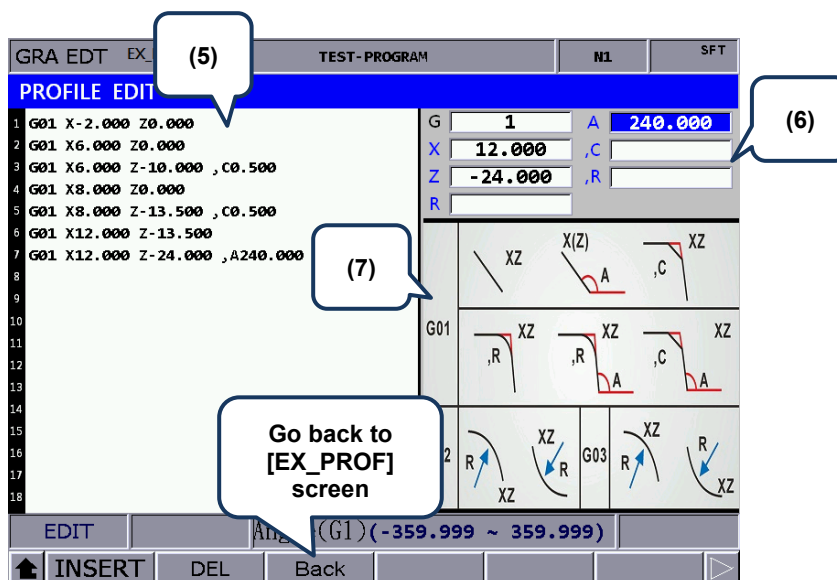 GRA EDT EX_ TEST-PROGRAM N1 SFT
(5)
PROFILE EDIT
1 G01 X-2.000 Z0.000
2 G01 X6.000 Z0.000
3 G01 X6.000 Z-10.000 ,C0.500
4 G01 X8.000 Z0.000
5 G01 X8.000 Z-13.500 ,C0.500
6 G01 X12.000 Z-13.500
7 G01 X12.000 Z-24.000 ,A240.000
8
9
10
11
12
13
14
15
16
17
18
G 1 A 240.000
X 12.000 ,C
Z -24.000 ,R
R
(6)
(7)
G01
XZ
X(Z) A
XZ ,C
XZ ,R
XZ ,R A
XZ ,C A
2
R XZ
XZ R
G03
R XZ
R XZ
Go back to
[EX_PROF]
screen
EDIT (G1)(-359.999 ~ 359.999)
INSERT DEL Back